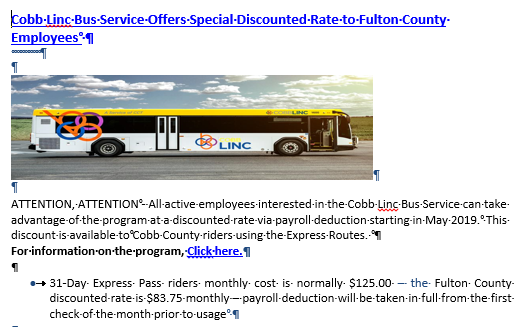 Cobb Linc Bus Service Offers Special Discounted Rate to Fulton County
Employees
COBBLINC
LINC
ATTENTION, ATTENTION - All active employees interested in the Cobb Linc Bus Service can take
advantage of the program at a discounted rate via payroll deduction starting in May 2019. This
discount is available to Cobb County riders using the Express Routes.
For information on the program, Click here.
31-Day Express Pass riders monthly cost is normally $125.00 – the Fulton County
discounted rate is $83.75 monthly – payroll deduction will be taken in full from the first
check of the month prior to usage